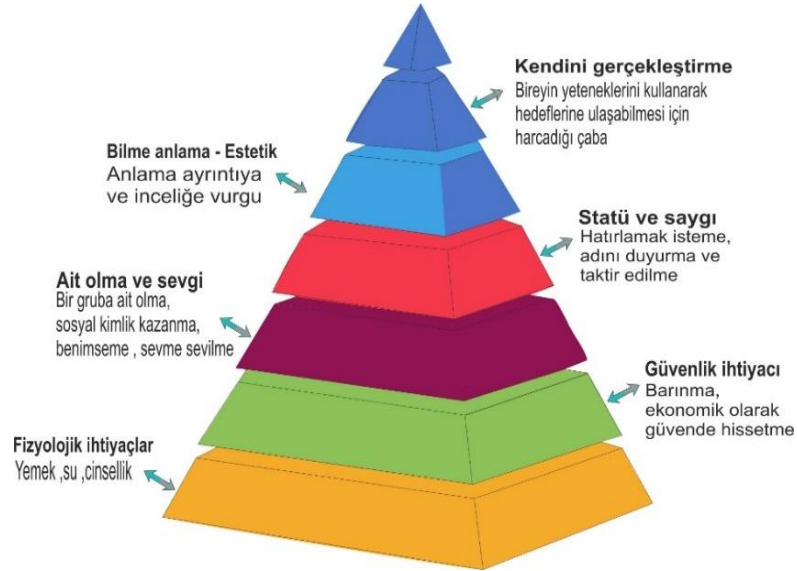 Kendini gerçekleştirme
Bireyin yeteneklerini kullanarak
hedeflerine ulaşabilmesi için
harcadığı çaba
Bilme anlama - Estetik
Anlama ayrıntıya
ve inceliğe vurgu
Statü ve saygı
Hatırlamak isteme,
adını duyurma ve
taktir edilme
Ait olma ve sevgi
Bir gruba ait olma,
sosyal kimlik kazanma,
benimseme , sevme sevilme
Güvenlik ihtiyacı
Barınma,
ekonomik olarak
güvende hissetme
Fizyolojik ihtiyaçlar
Yemek ,su ,cinsellik